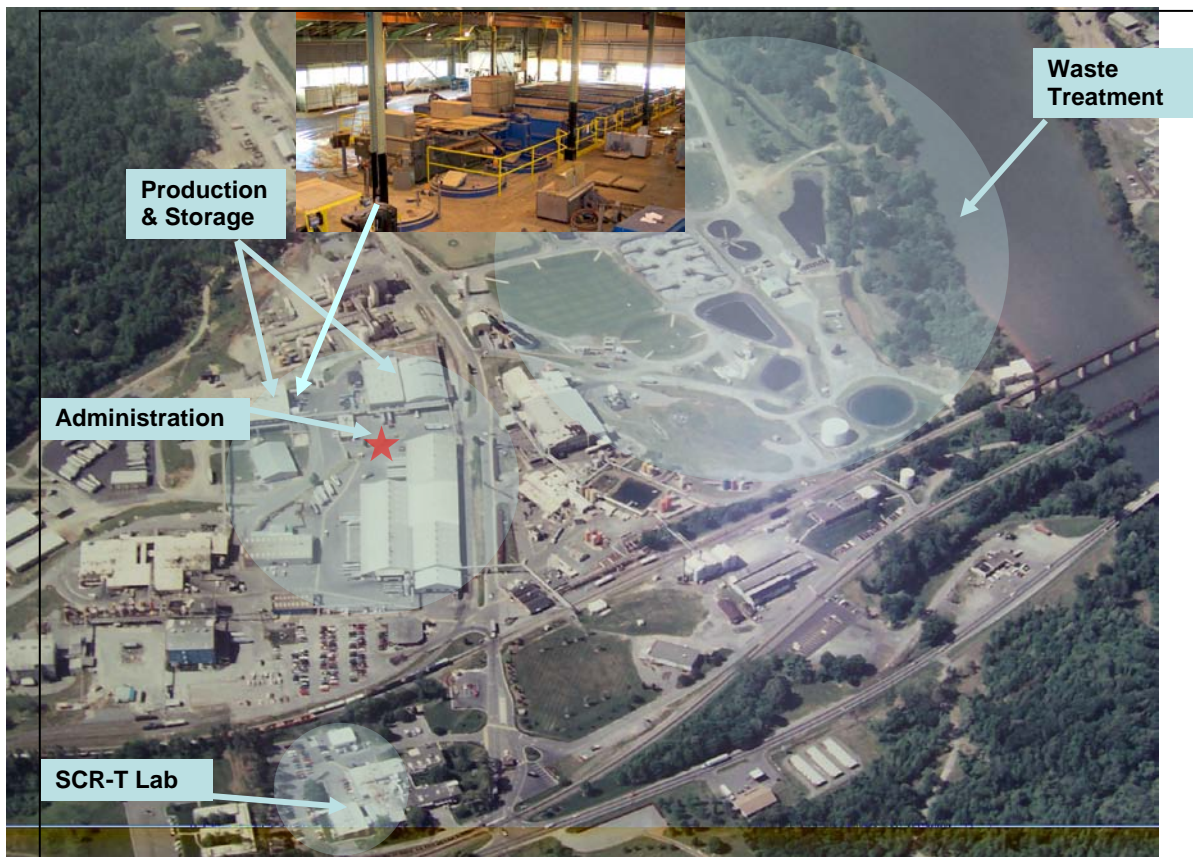 Waste
Treatment
Production
& Storage
Administration
SCR-T Lab